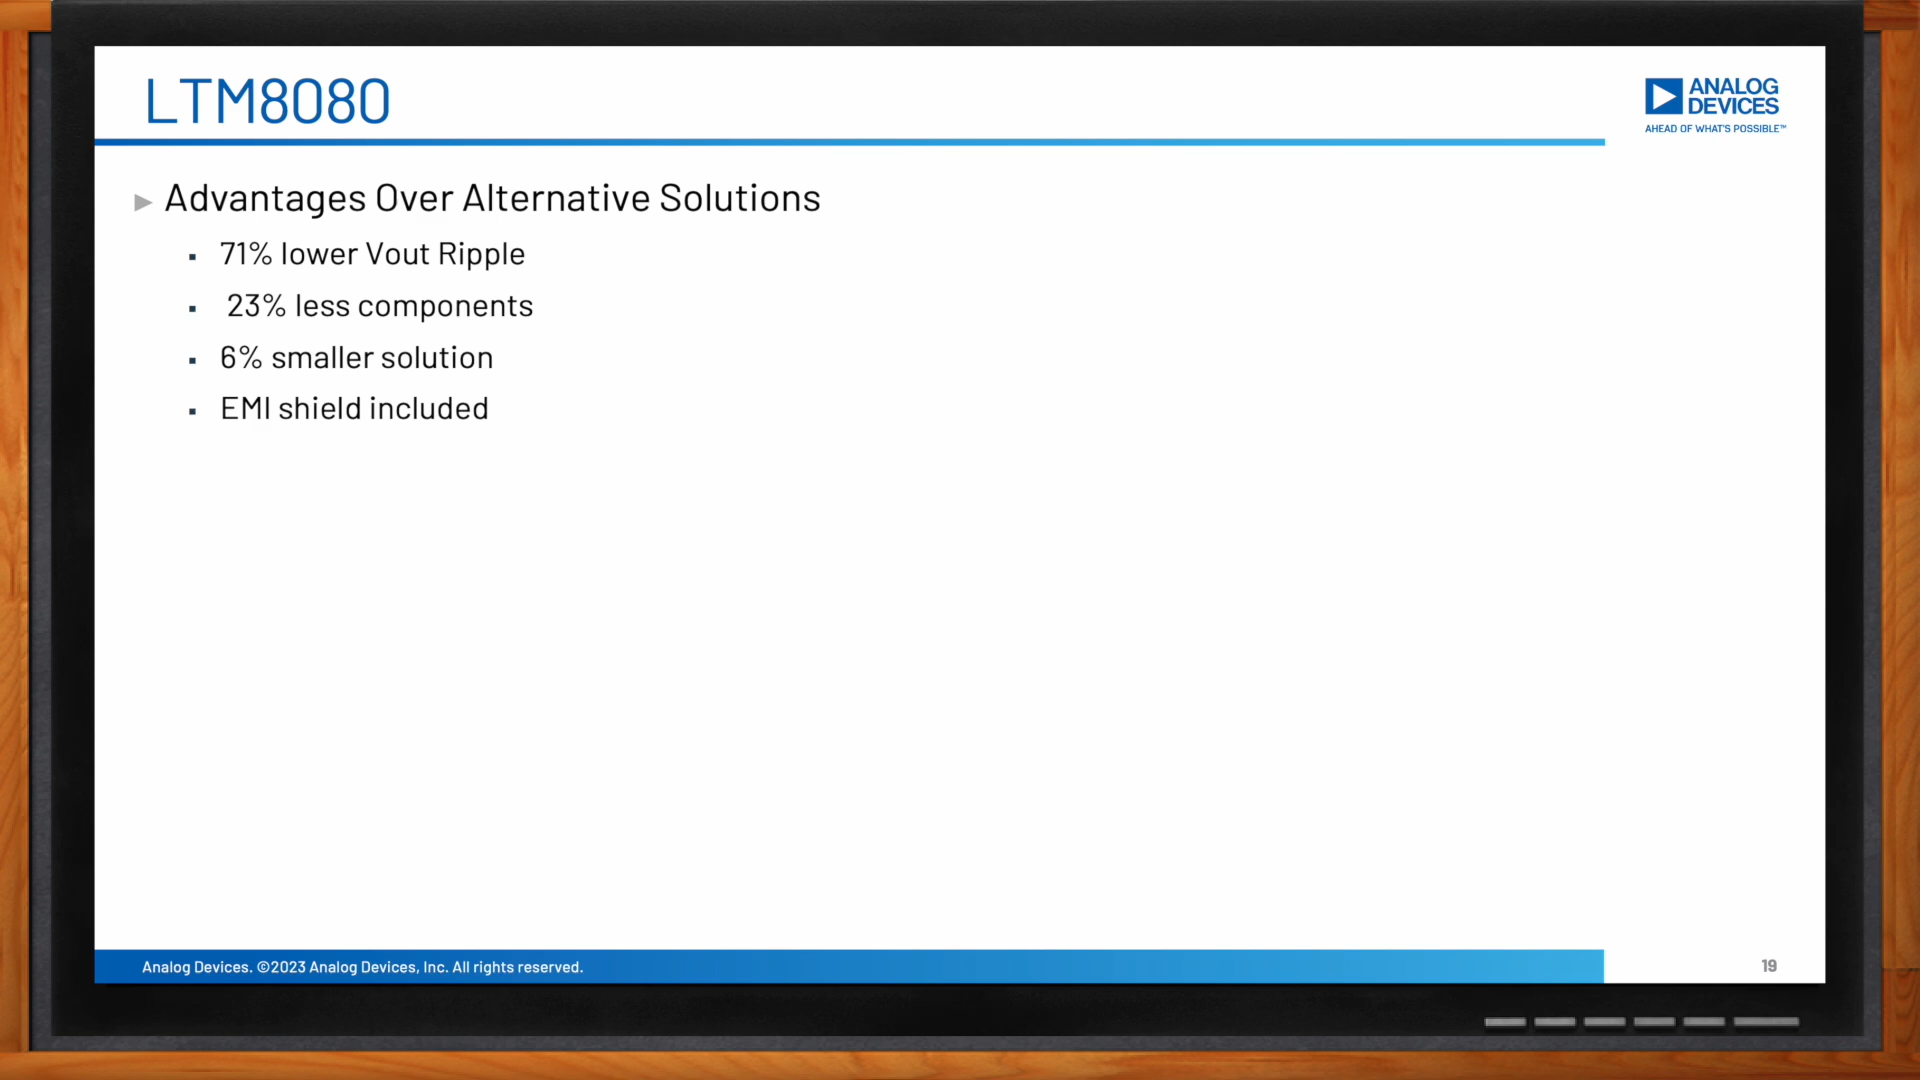 LTM8080
ANALOG
DEVICES
AHEAD OF WHAT'S POSSIBLE™
Advantages Over Alternative Solutions
71% lower Vout Ripple
23% less components
6% smaller solution
EMI shield included
Analog Devices. ©2023 Analog Devices, Inc. All rights reserved.
19